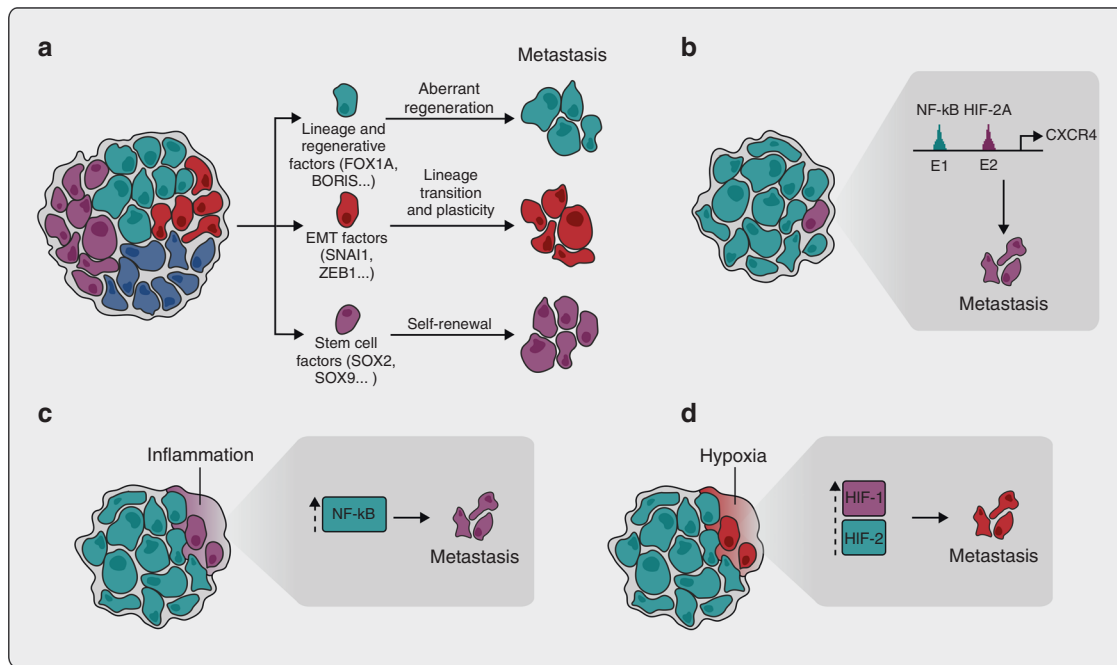 a
Metastasis
Aberrant
regeneration
Lineage and
regenerative
factors (FOX1A,
BORIS...)
Lineage
transition
and plasticity
EMT factors
(SNAI1,
ZEB1...)
Self-renewal
Stem cell
factors (SOX2,
SOX9... )
b
NF-kB HIF-2A
CXCR4
E1 E2
Metastasis
c
Inflammation
NF-kB
Metastasis
d
Hypoxia
HIF-1
HIF-2
Metastasis